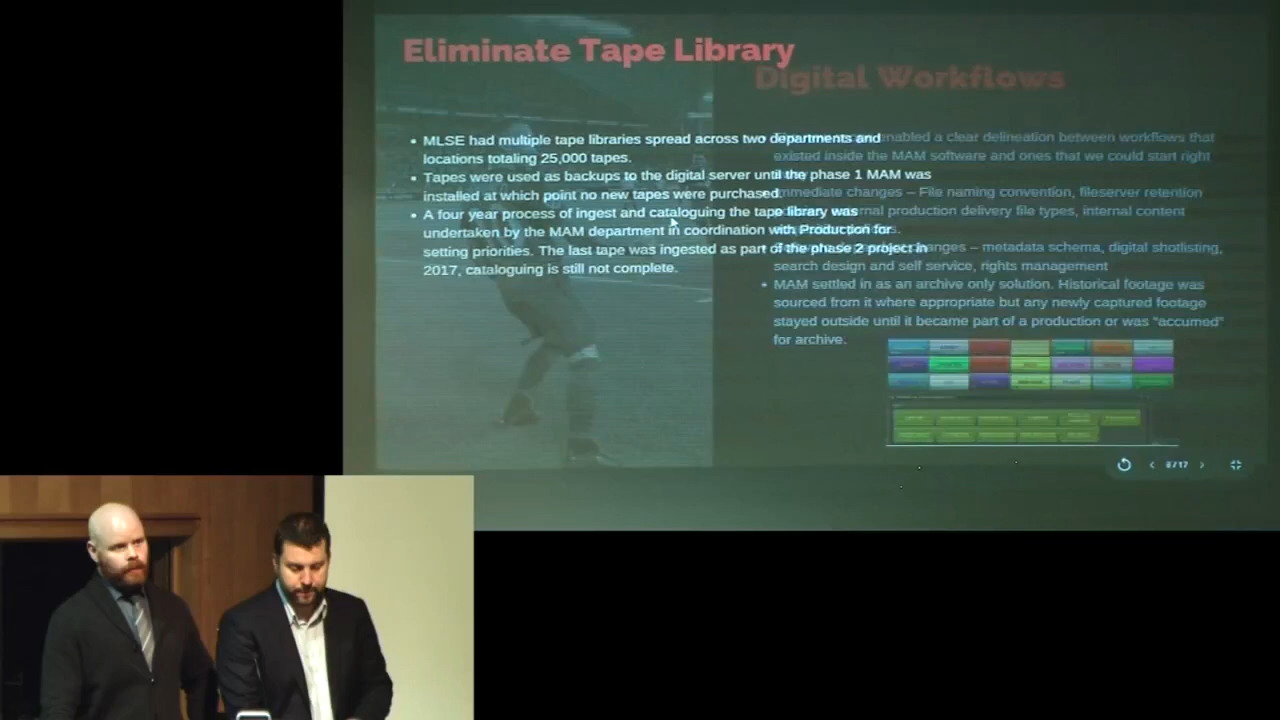 Eliminate Tape Library
• MLSE had multiple tape libraries spread across two departments and
locations totaling 25,000 tapes.
• Tapes were used as backups to the digital server until the phase 1 MAM was
installed at which point no new tapes were purchased.
• A four year process of ingest and cataloguing the tape library was
undertaken by the MAM department in coordination with Production for
setting priorities. The last tape was ingested as part of the phase 2 project in
2017, cataloguing is still not complete.
Digital Workflows
enabled a clear delineation between workflows that
existed inside the MAM software and ones that we could start right
immediate changes – File naming convention, fileserver retention
production delivery file types, internal content
changes – metadata schema, digital shotlisting,
search design and self service, rights management
• MAM settled in as an archive only solution. Historical footage was
sourced from it where appropriate but any newly captured footage
stayed outside until it became part of a production or was "accumed"
for archive.
8/17